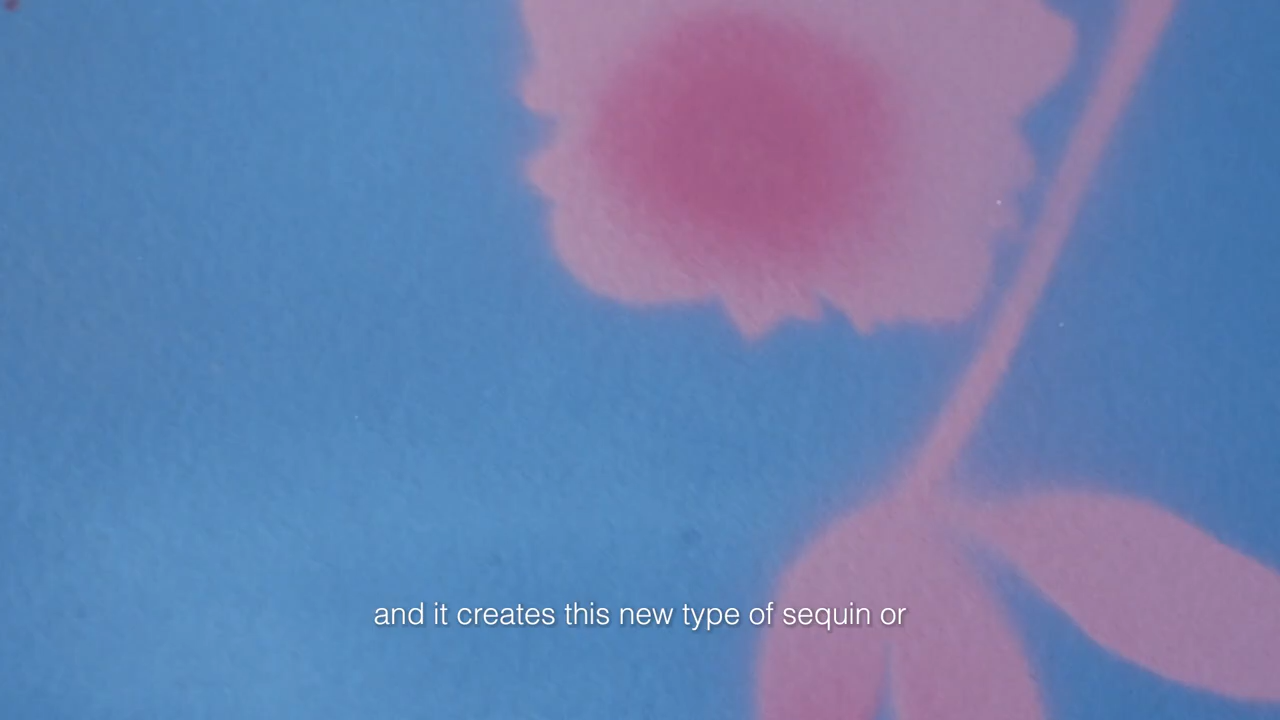 and it creates this new type of sequin or